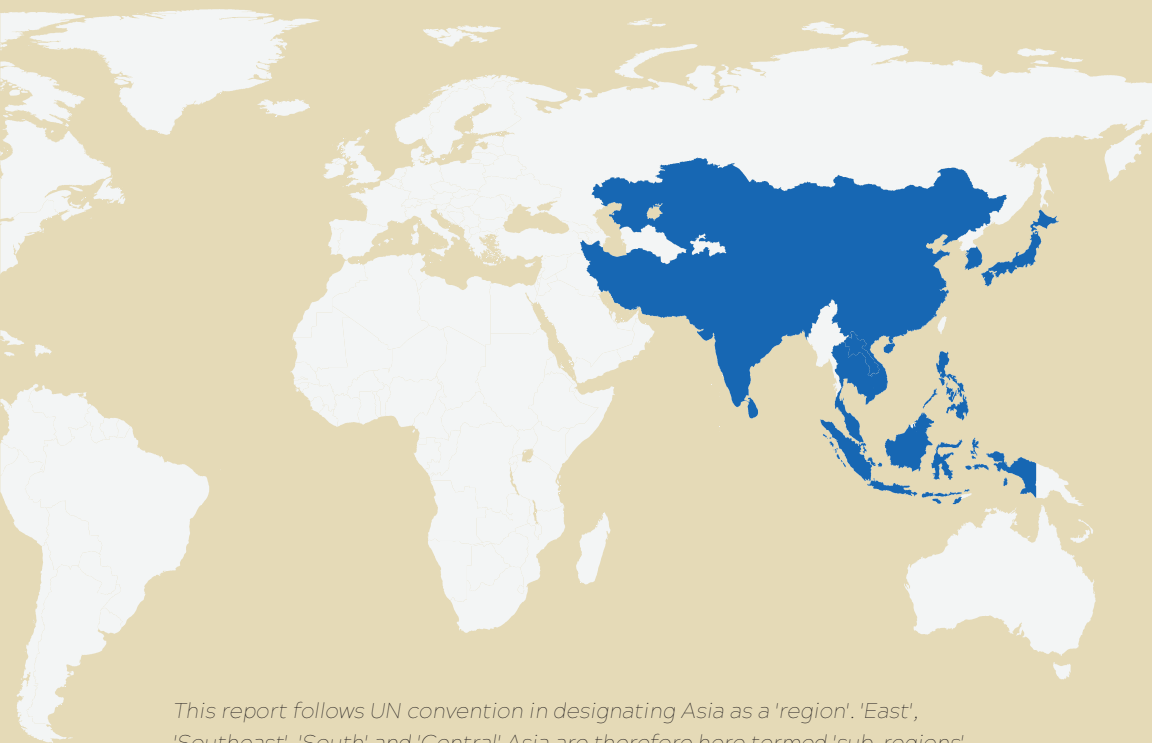 This report follows UN convention in designating Asia as a 'region'. 'East',
'Southeast', 'South' and 'Central' Asia are therefore here termed 'sub-regions'